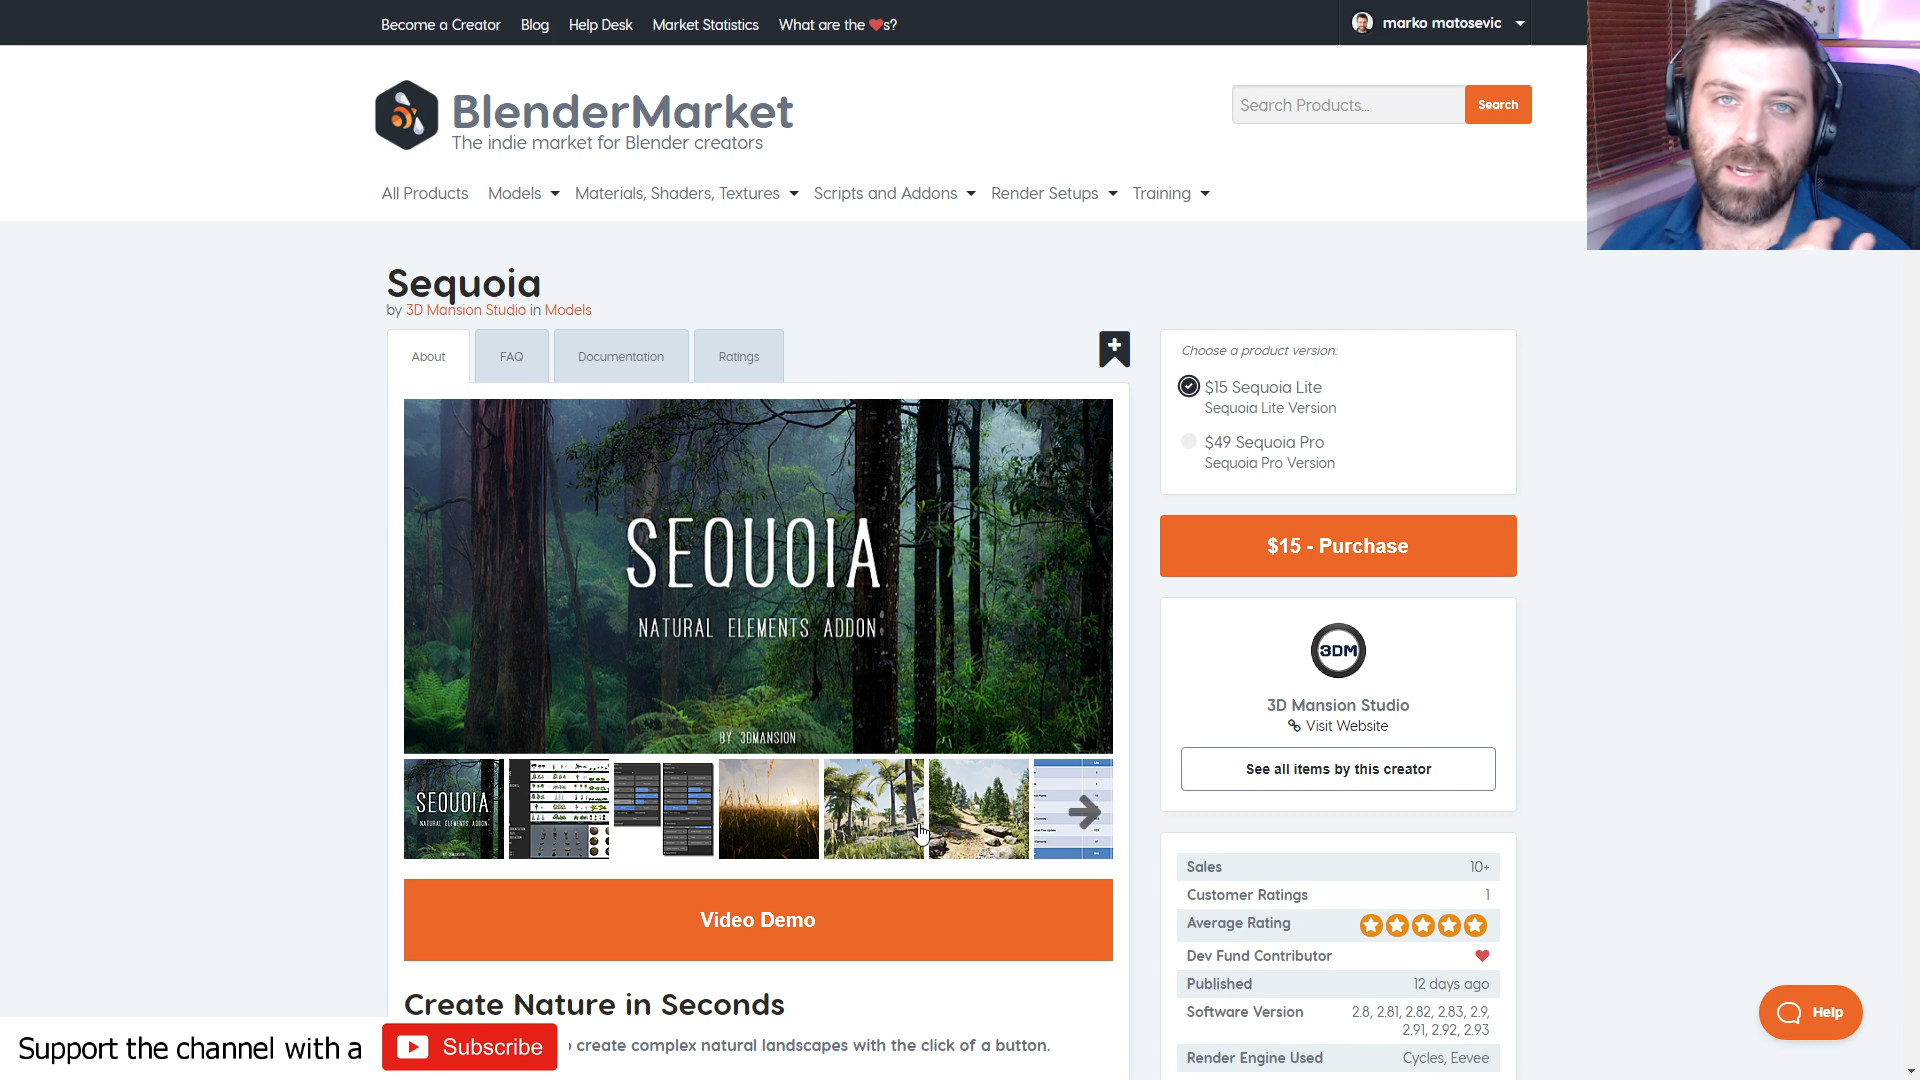 Become a Creator Blog Help Desk Market Statistics What are the ❤s? marko matosevic
BlenderMarket
The indie market for Blender creators
Search Products... Search
All Products Models Materials, Shaders, Textures Scripts and Addons Render Setups Training
Sequoia
by 3D Mansion Studio in Models
About FAQ Documentation Ratings
SEQUOIA
NATURAL ELEMENTS ADDON
BY 3DMANSION
SEQUOIA
NATURAL ELEMENTS ADDON
Video Demo
Create Nature in Seconds
create complex natural landscapes with the click of a button.
Choose a product version:
$15 Sequoia Lite
Sequoia Lite Version
$49 Sequoia Pro
Sequoia Pro Version
$15 - Purchase
3DM
3D Mansion Studio
Visit Website
See all items by this creator
Sales 10+
Customer Ratings 1
Average Rating
Dev Fund Contributor ❤
Published 12 days ago
Software Version 2.8, 2.81, 2.82, 2.83, 2.9,
2.91, 2.92, 2.93
Render Engine Used Cycles, Eevee
Help
Support the channel with a Subscribe